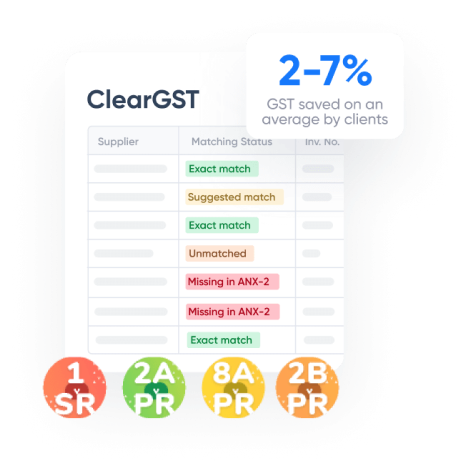 2-7%
GST saved on an
average by clients
ClearGST
Supplier Matching Status Inv. No.
Exact match
Suggested match
Exact match
Unmatched
Missing in ANX-2
Missing in ANX-2
Exact match
1 2A 8A 2B
SR PR PR PR